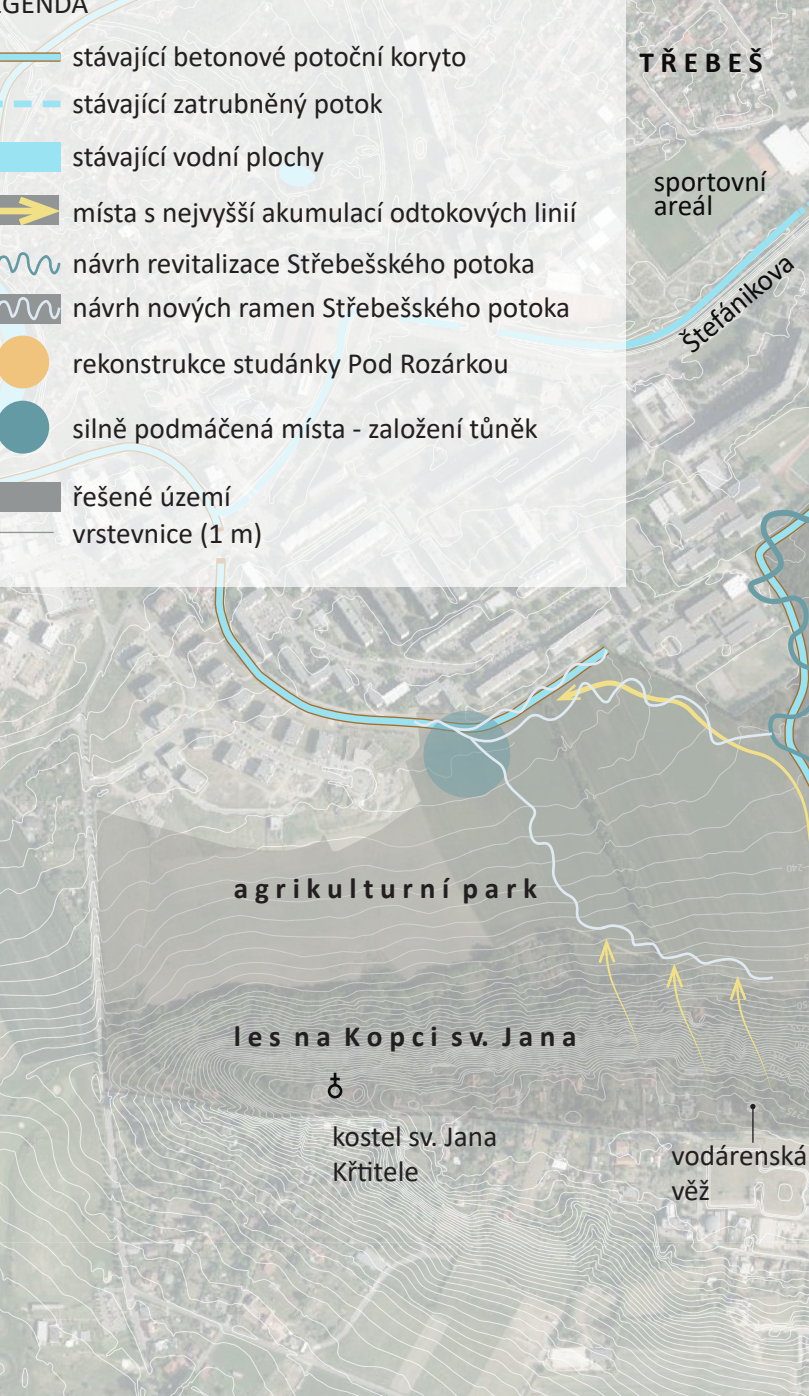 LEGENDA
stávající betonové potoční koryto
stávající zatrubněný potok
stávající vodní plochy
místa s nejvyšší akumulací odtokových linií
návrh revitalizace Střebešského potoka
návrh nových ramen Střebešského potoka
rekonstrukce studánky Pod Rozárkou
silně podmáčená místa - založení tůněk
řešené území
vrstevnice (1 m)
TŘEBEŠ
sportovní
areál
Štefánikova
240
agrikulturní park
les na Kopci sv. Jana
kostel sv. Jana
Křtitele
vodárenská
věž